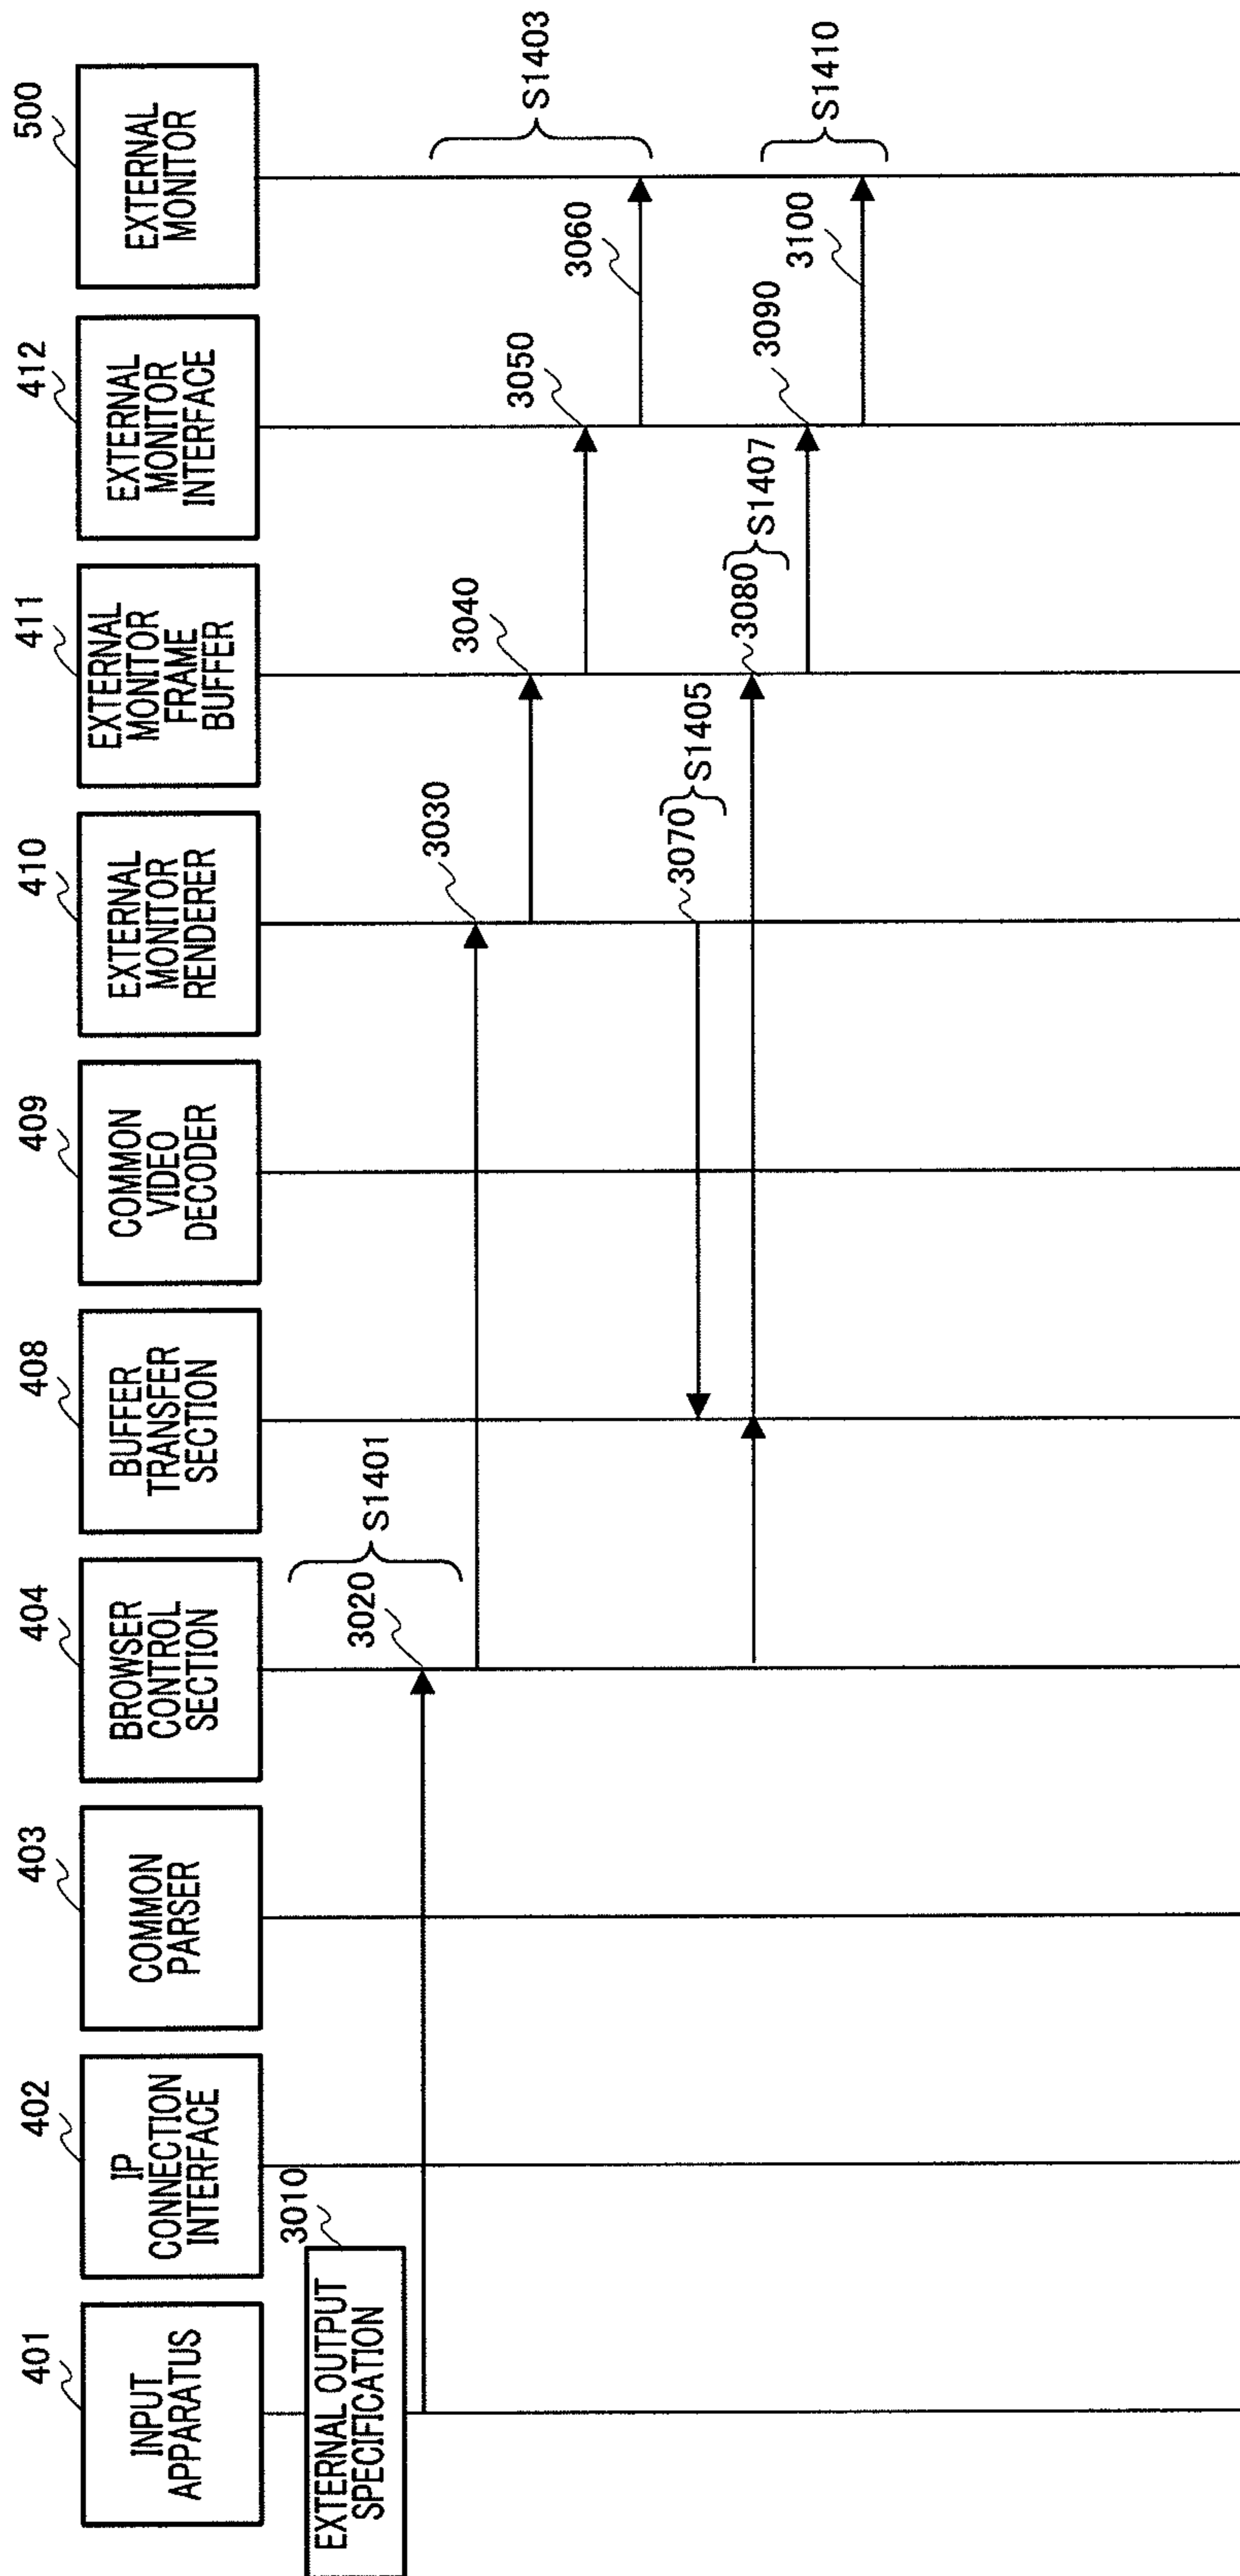 401
INPUT
APPARATUS
402
IP
CONNECTION
INTERFACE
403
COMMON
PARSER
404
BROWSER
CONTROL
SECTION
408
BUFFER
TRANSFER
SECTION
409
COMMON
VIDEO
DECODER
410
EXTERNAL
MONITOR
RENDERER
411
EXTERNAL
MONITOR
FRAME
BUFFER
412
EXTERNAL
MONITOR
INTERFACE
500
EXTERNAL
MONITOR
3010
EXTERNAL OUTPUT
SPECIFICATION
3020
S1401
3030
3040
3050
3060
S1403
3070
S1405
3080
S1407
3090
3100
S1410